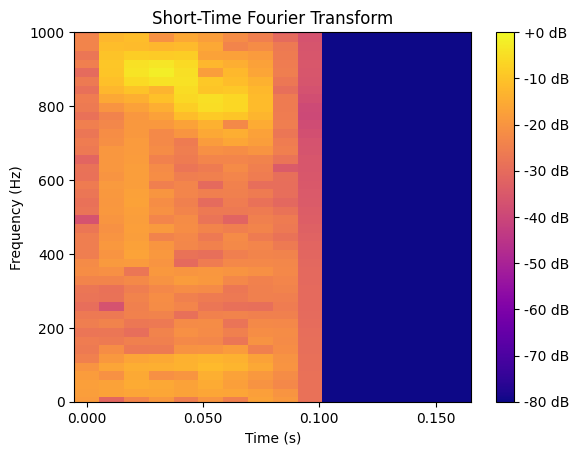 Short-Time Fourier Transform
Frequency (Hz)
1000
800
600
400
200
0
0.000
0.050
0.100
0.150
Time (s)
+0 dB
-10 dB
-20 dB
-30 dB
-40 dB
-50 dB
-60 dB
-70 dB
-80 dB